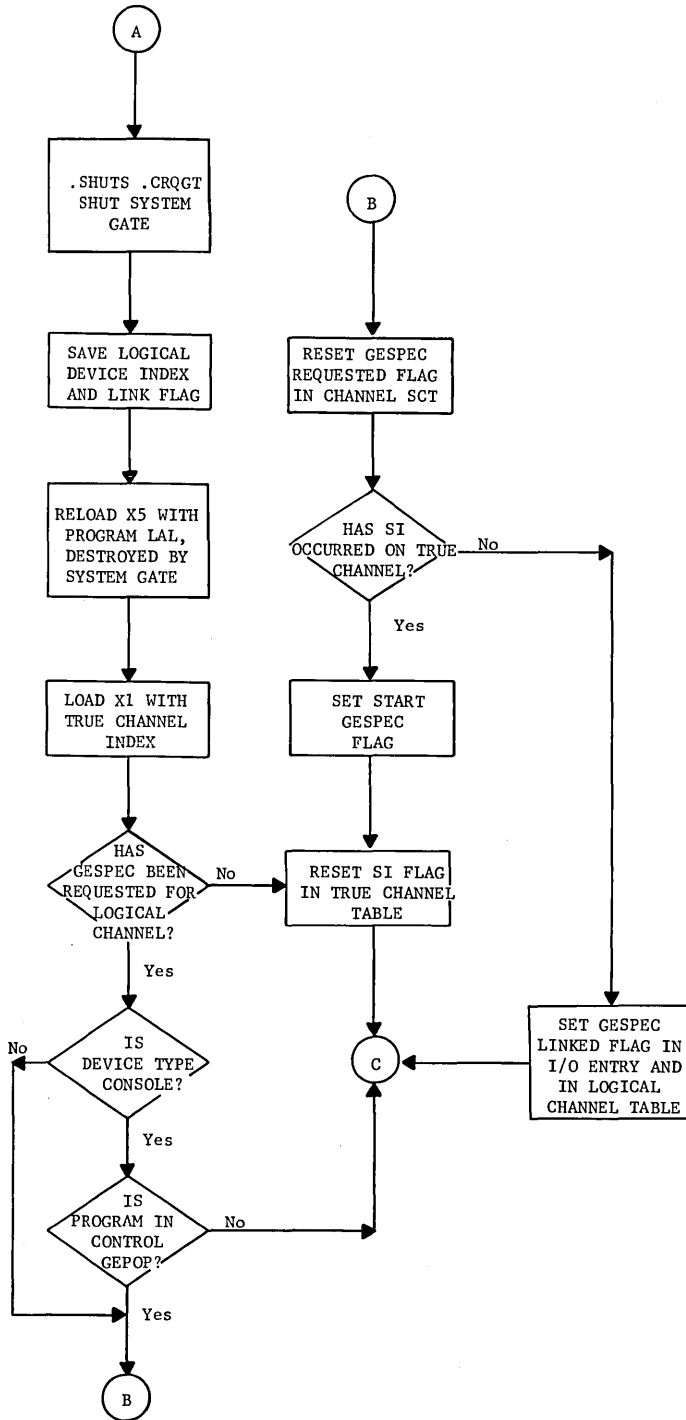 A
.SHUTS .CRQGT
SHUT SYSTEM
GATE
SAVE LOGICAL
DEVICE INDEX
AND LINK FLAG
RELOAD X5 WITH
PROGRAM LAL,
DESTROYED BY
SYSTEM GATE
LOAD X1 WITH
TRUE CHANNEL
INDEX
HAS
GESPEC BEEN
REQUESTED FOR
LOGICAL
CHANNEL?
No
Yes
IS
DEVICE TYPE
CONSOLE?
No
Yes
IS
PROGRAM IN
CONTROL
GEPOP?
No
Yes
B
B
RESET GESPEC
REQUESTED FLAG
IN CHANNEL SCT
HAS SI
OCCURRED ON TRUE
CHANNEL?
No
Yes
SET START
GESPEC
FLAG
RESET SI FLAG
IN TRUE CHANNEL
TABLE
C
SET GESPEC
LINKED FLAG IN
I/O ENTRY AND
IN LOGICAL
CHANNEL TABLE